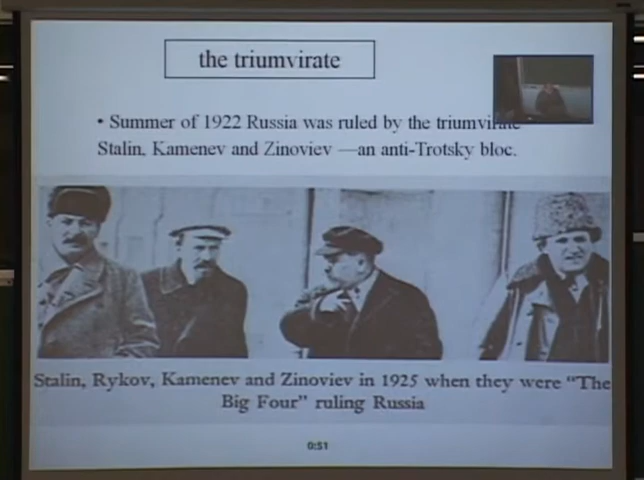 the triumvirate
• Summer of 1922 Russia was ruled by the triumvirate
Stalin, Kamenev and Zinoviev —an anti-Trotsky bloc.
Stalin, Rykov, Kamenev and Zinoviev in 1925 when they were “The
Big Four” ruling Russia
0:51